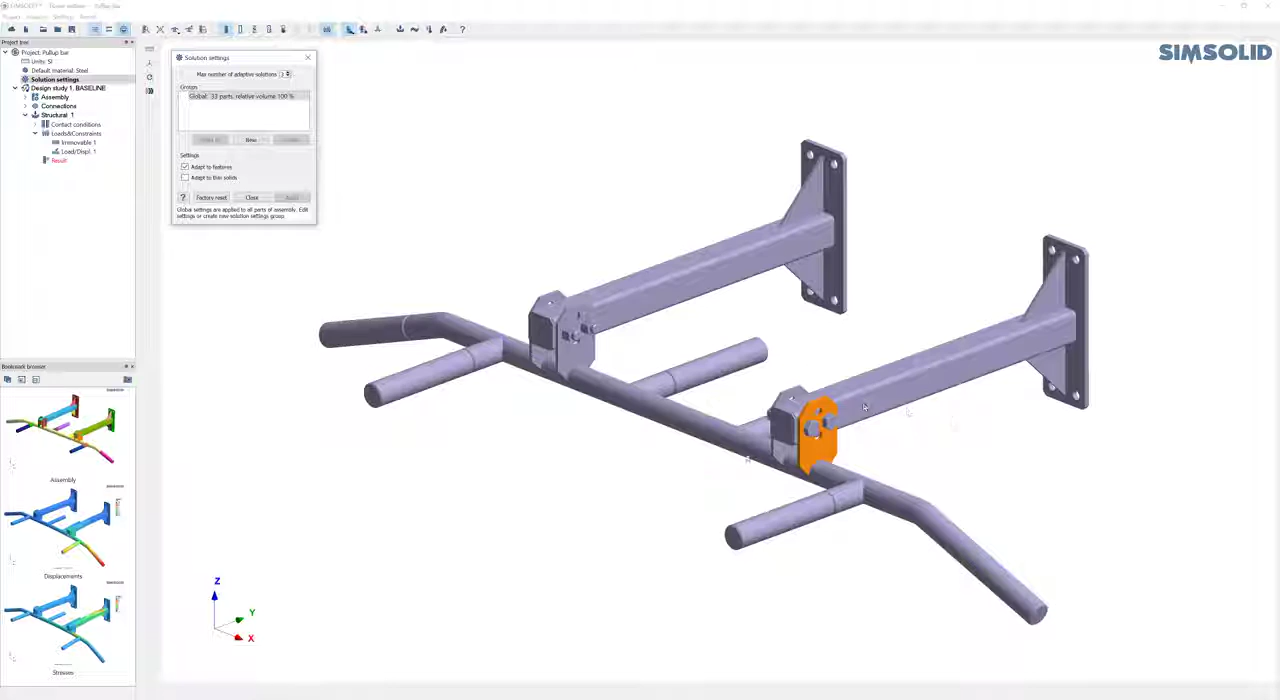 Project tree
Project: Pullup bar
Units: SI
Default material: Steel
Solution settings
Design study 1. BASELINE
Assembly
Connections
Structural 1
Contact conditions
Loads&Constraints
Immovable 1
Load/Displ. 1
Result
Bookmark browser
Assembly
Displacements
Stresses
Solution settings
Max number of adaptive solutions 3
Groups
Global: 33 parts, relative volume 100 %
New
Settings
Adapt to features
Adapt to thin solids
? Factory reset Close
Global settings are applied to all parts of assembly. Edit
settings or create new solution settings group
SIMSOLID
Z
Y
X